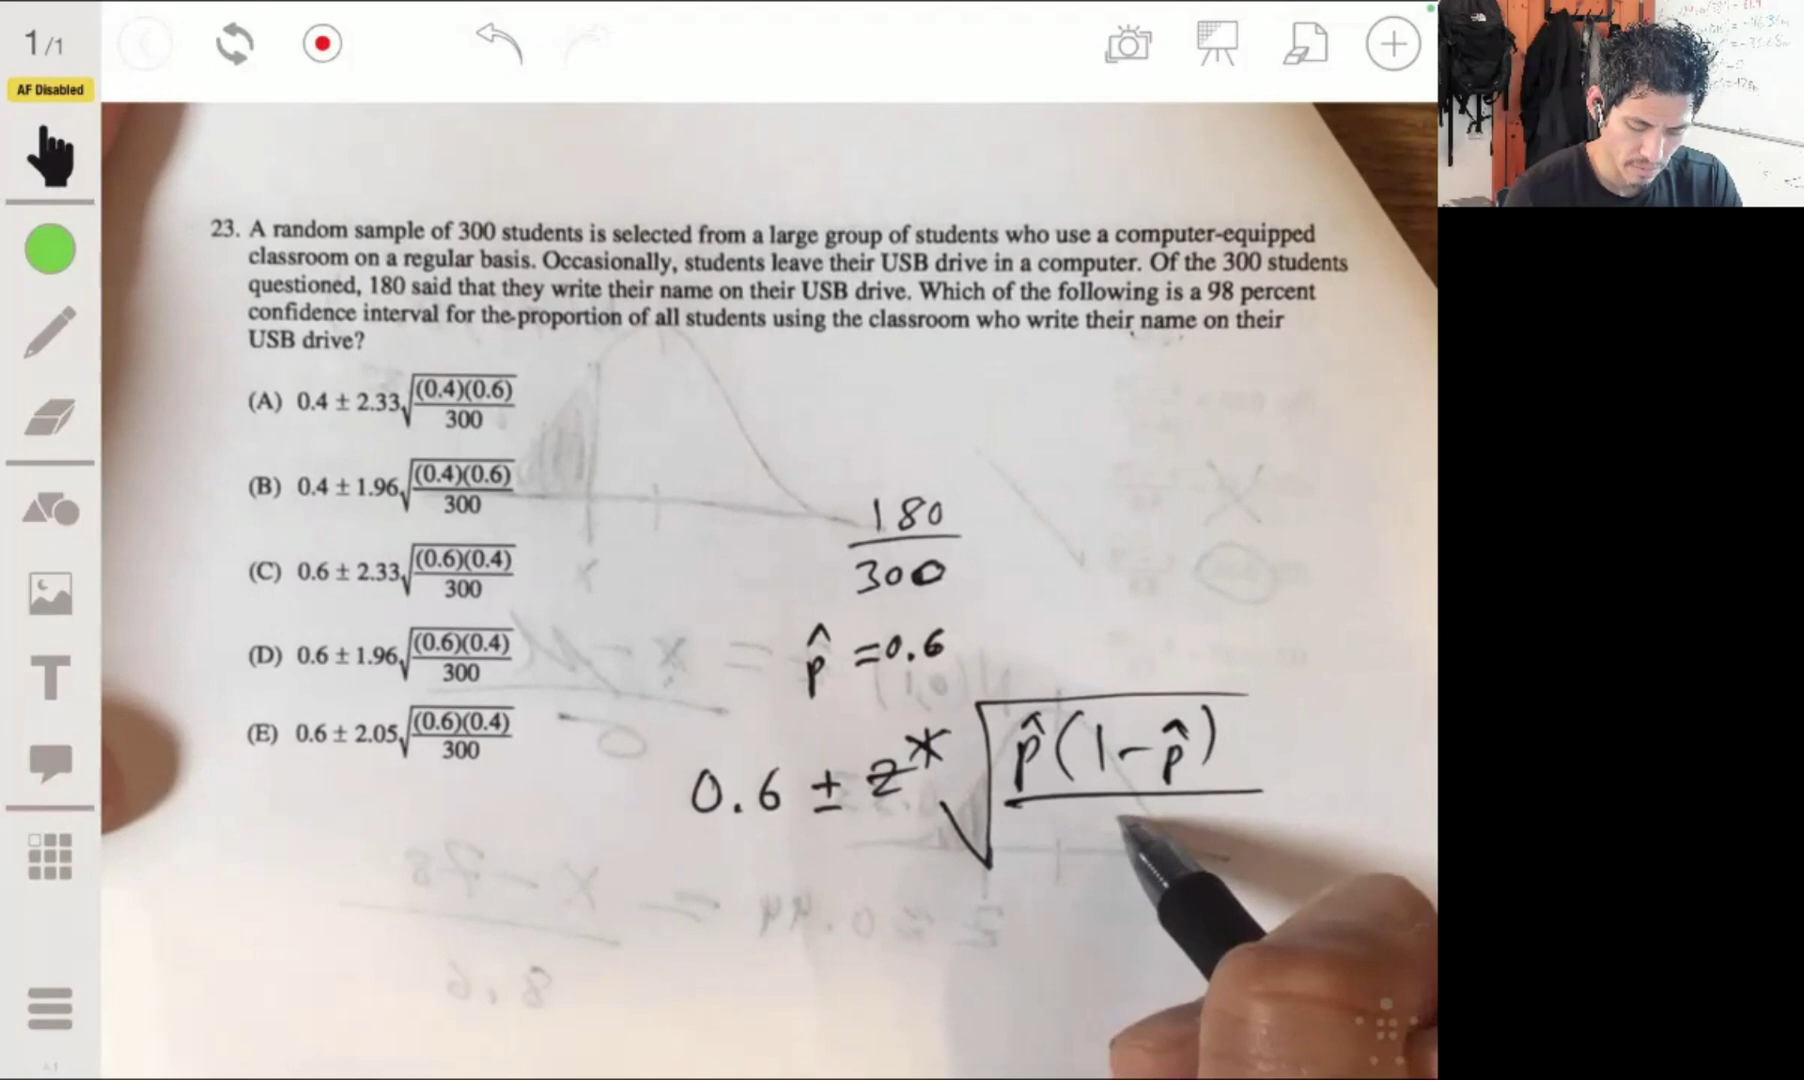 1/1
AF Disabled
T
23. A random sample of 300 students is selected from a large group of students who use a computer-equipped
classroom on a regular basis. Occasionally, students leave their USB drive in a computer. Of the 300 students
questioned, 180 said that they write their name on their USB drive. Which of the following is a 98 percent
confidence interval for the proportion of all students using the classroom who write their name on their
USB drive?
(A) 0.4 ± 2.33√((0.4)(0.6)/300)
(B) 0.4 ± 1.96√((0.4)(0.6)/300)
(C) 0.6 ± 2.33√((0.6)(0.4)/300)
(D) 0.6 ± 1.96√((0.6)(0.4)/300)
(E) 0.6 ± 2.05√((0.6)(0.4)/300)
180
300
p̂ = 0.6
0.6 ± z* √ p̂(1-p̂)